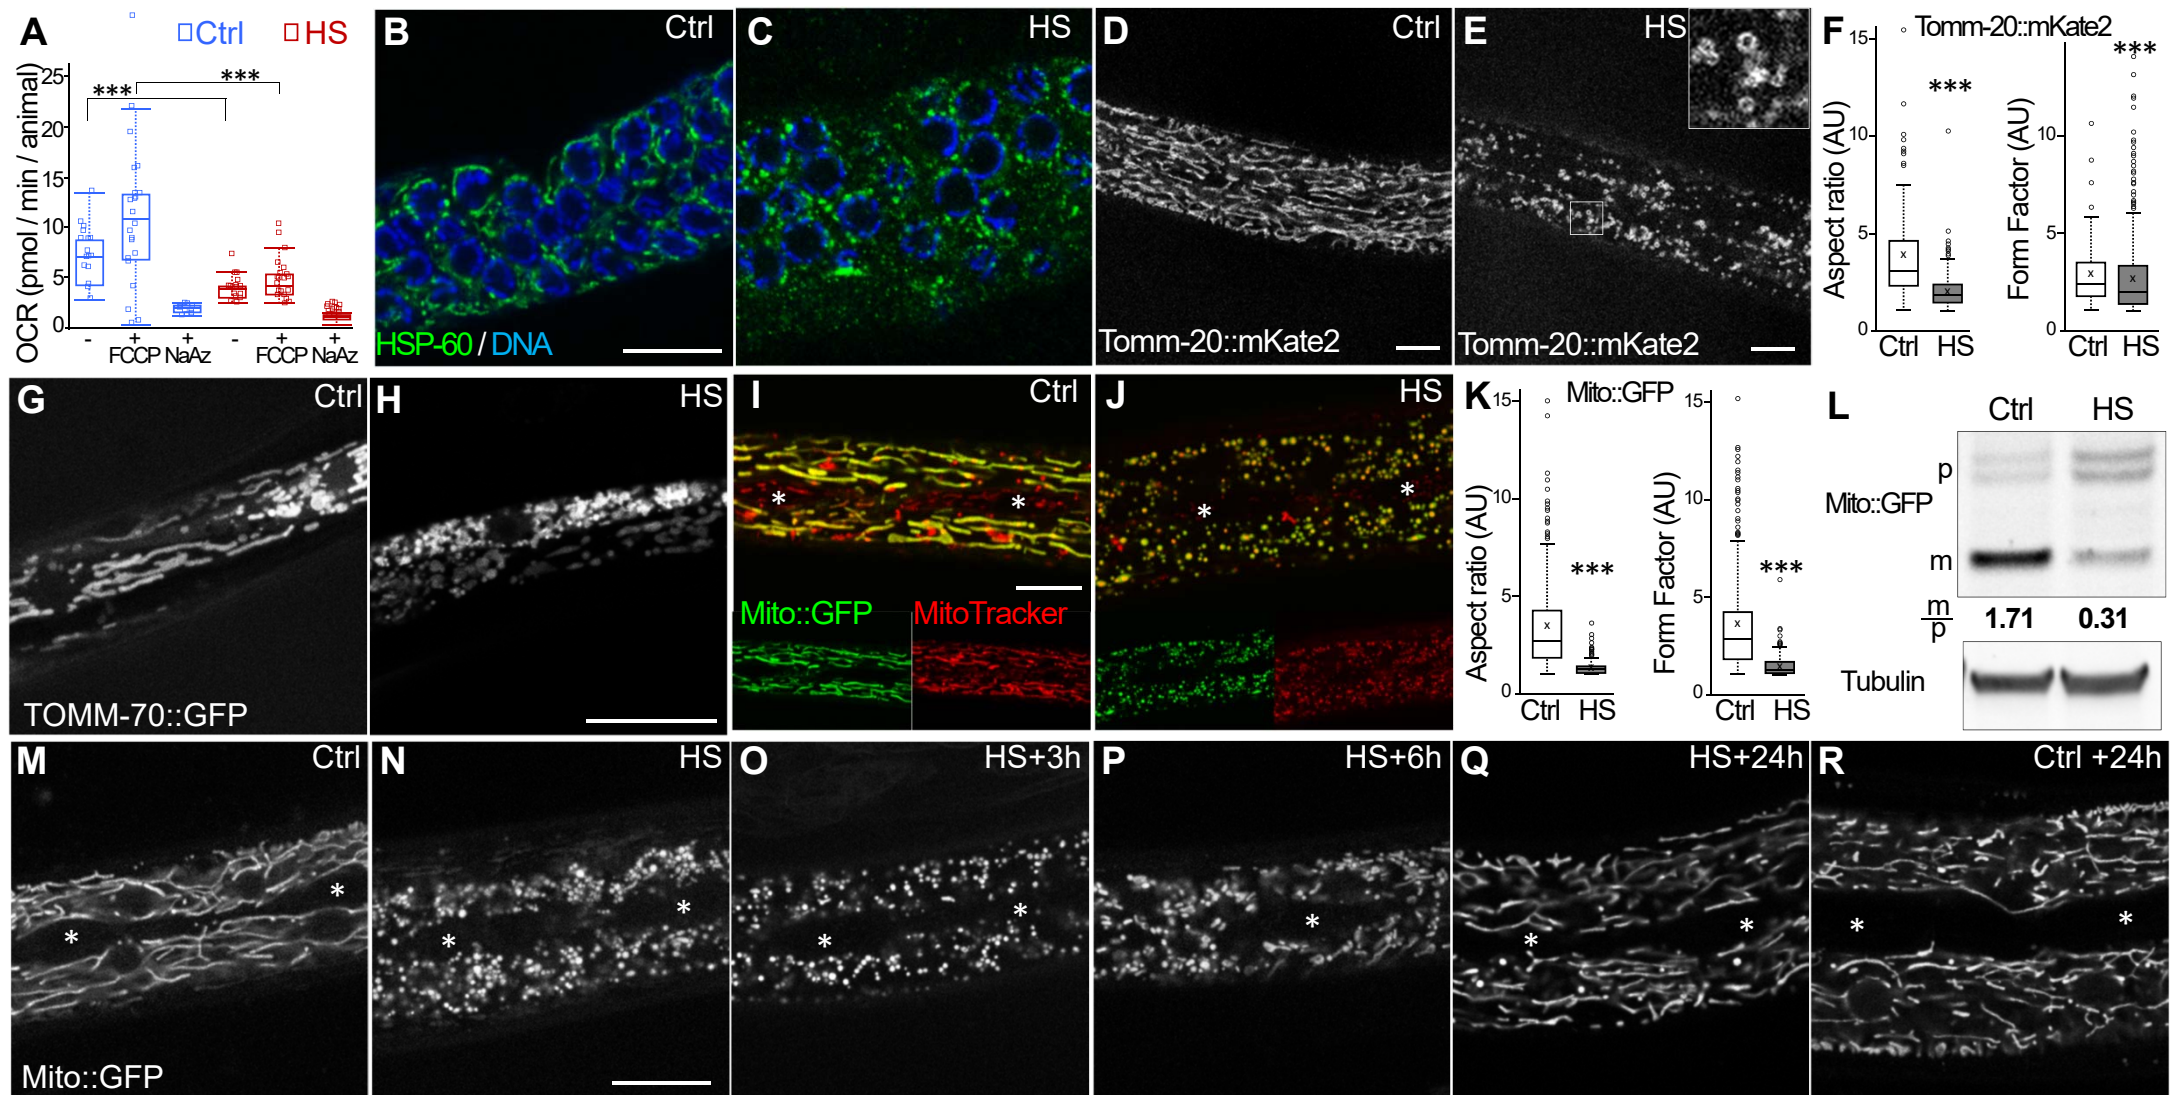 A
Ctrl
HS
OCR (pmol / min / animal)
25
20
15
10
5
0
***
***
-
+
+
-
+
+
FCCP
NaAz
FCCP
NaAz
B
Ctrl
HSP-60 / DNA
C
HS
D
Ctrl
Tomm-20::mKate2
E
HS
Tomm-20::mKate2
F
Tomm-20::mKate2
Aspect ratio (AU)
15
10
5
0
***
x
x
Ctrl
HS
Form Factor (AU)
10
5
0
***
x
x
Ctrl
HS
G
Ctrl
TOMM-70::GFP
H
HS
I
Ctrl
*
*
Mito::GFP
MitoTracker
J
HS
*
*
K
Mito::GFP
Aspect ratio (AU)
15
10
5
0
***
x
x
Ctrl
HS
Form Factor (AU)
15
10
5
0
***
x
x
Ctrl
HS
L
Ctrl
HS
p
Mito::GFP
m
m
p
1.71
0.31
Tubulin
M
Ctrl
*
*
Mito::GFP
N
HS
*
*
O
HS+3h
*
*
P
HS+6h
*
Q
HS+24h
*
*
R
Ctrl +24h
*
*